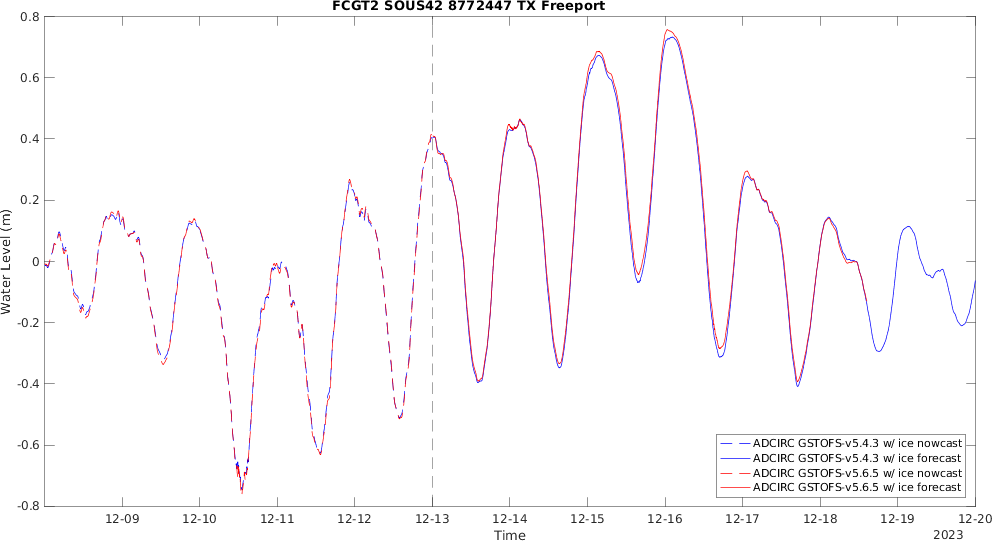 FCGT2 SOUS42 8772447 TX Freeport
Water Level (m)
0.8
0.6
0.4
0.2
0
-0.2
-0.4
-0.6
-0.8
ADCIRC GSTOFS-v5.4.3 w/ ice nowcast
ADCIRC GSTOFS-v5.4.3 w/ ice forecast
ADCIRC GSTOFS-v5.6.5 w/ ice nowcast
ADCIRC GSTOFS-v5.6.5 w/ ice forecast
12-09 12-10 12-11 12-12 12-13 12-14 12-15 12-16 12-17 12-18 12-19 12-20
Time
2023